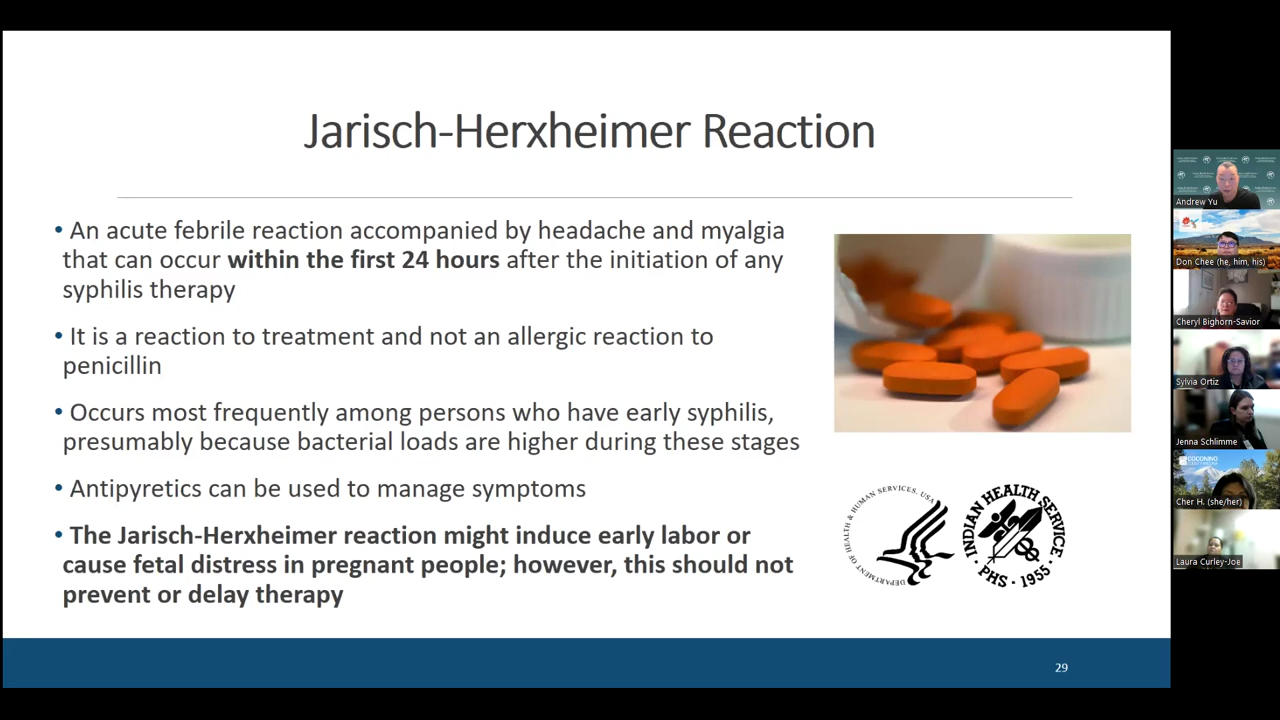 Jarisch-Herxheimer Reaction
• An acute febrile reaction accompanied by headache and myalgia
that can occur within the first 24 hours after the initiation of any
syphilis therapy
• It is a reaction to treatment and not an allergic reaction to
penicillin
• Occurs most frequently among persons who have early syphilis,
presumably because bacterial loads are higher during these stages
• Antipyretics can be used to manage symptoms
• The Jarisch-Herxheimer reaction might induce early labor or
cause fetal distress in pregnant people; however, this should not
prevent or delay therapy
DEPARTMENT OF HEALTH & HUMAN SERVICES. USA
INDIAN HEALTH SERVICE
PHS · 1955
29
Andrew Yu
Don Chee (he, him, his)
Cheryl Bighorn-Savior
Sylvia Ortiz
Jenna Schlimme
COCONINO
Cher H. (she/her)
Laura Curley-Joe